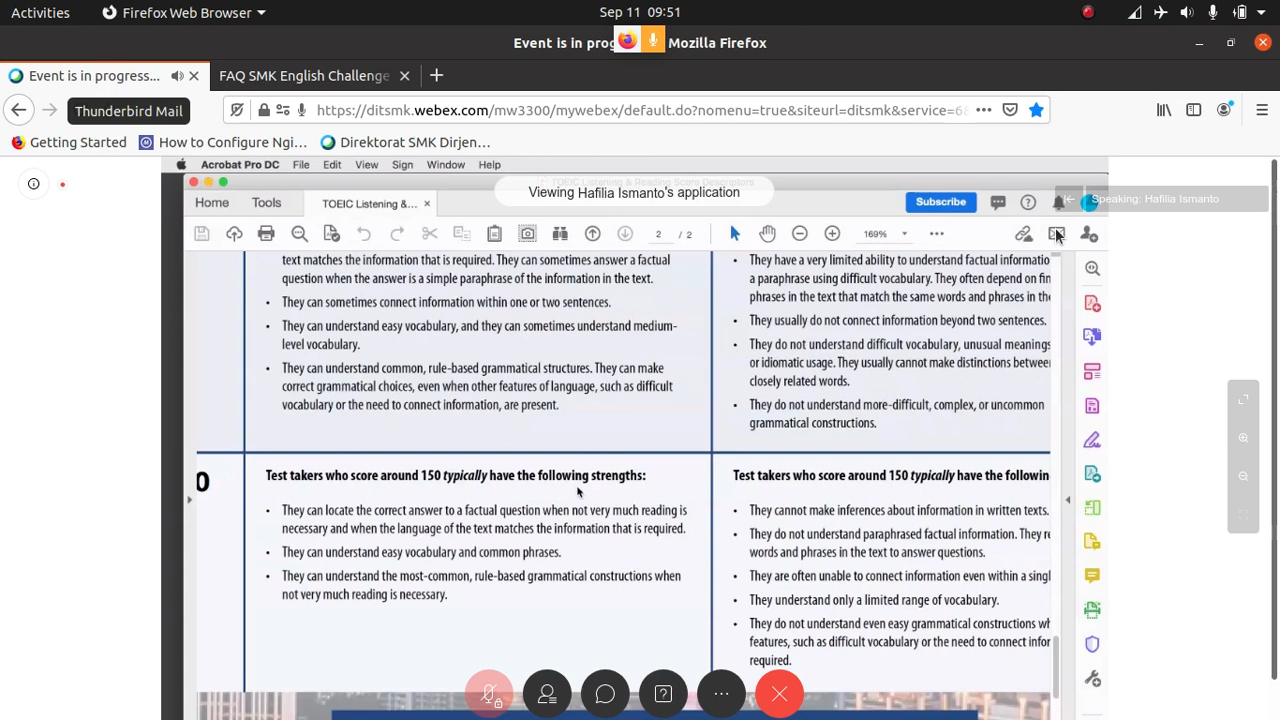 Activities
Firefox Web Browser
Sep 11 09:51
Event is in prog
Mozilla Firefox
Event is in progress...
FAQ SMK English Challenge
Thunderbird Mail
https://ditsmk.webex.com/mw3300/mywebex/default.do?nomenu=true&siteurl=ditsmk&service=6
Getting Started
How to Configure Ngi...
Direktorat SMK Dirjen...
Acrobat Pro DC File Edit View Sign Window Help
TOEIC Listening & Reading Score Descriptors
Viewing Hafilia Ismanto's application
Speaking: Hafilia Ismanto
Home
Tools
TOEIC Listening &...
Subscribe
2 / 2
169%
text matches the information that is required. They can sometimes answer a factual
question when the answer is a simple paraphrase of the information in the text.
• They can sometimes connect information within one or two sentences.
• They can understand easy vocabulary, and they can sometimes understand medium-
level vocabulary.
• They can understand common, rule-based grammatical structures. They can make
correct grammatical choices, even when other features of language, such as difficult
vocabulary or the need to connect information, are present.
• They have a very limited ability to understand factual informatio
a paraphrase using difficult vocabulary. They often depend on fin
phrases in the text that match the same words and phrases in the
• They usually do not connect information beyond two sentences.
• They do not understand difficult vocabulary, unusual meanings
or idiomatic usage. They usually cannot make distinctions between
closely related words.
• They do not understand more-difficult, complex, or uncommon
grammatical constructions.
0
Test takers who score around 150 typically have the following strengths:
• They can locate the correct answer to a factual question when not very much reading is
necessary and when the language of the text matches the information that is required.
• They can understand easy vocabulary and common phrases.
• They can understand the most-common, rule-based grammatical constructions when
not very much reading is necessary.
Test takers who score around 150 typically have the followin
• They cannot make inferences about information in written texts.
• They do not understand paraphrased factual information. They r
words and phrases in the text to answer questions.
• They are often unable to connect information even within a singl
• They understand only a limited range of vocabulary.
• They do not understand even easy grammatical constructions wh
features, such as difficult vocabulary or the need to connect infor
required.